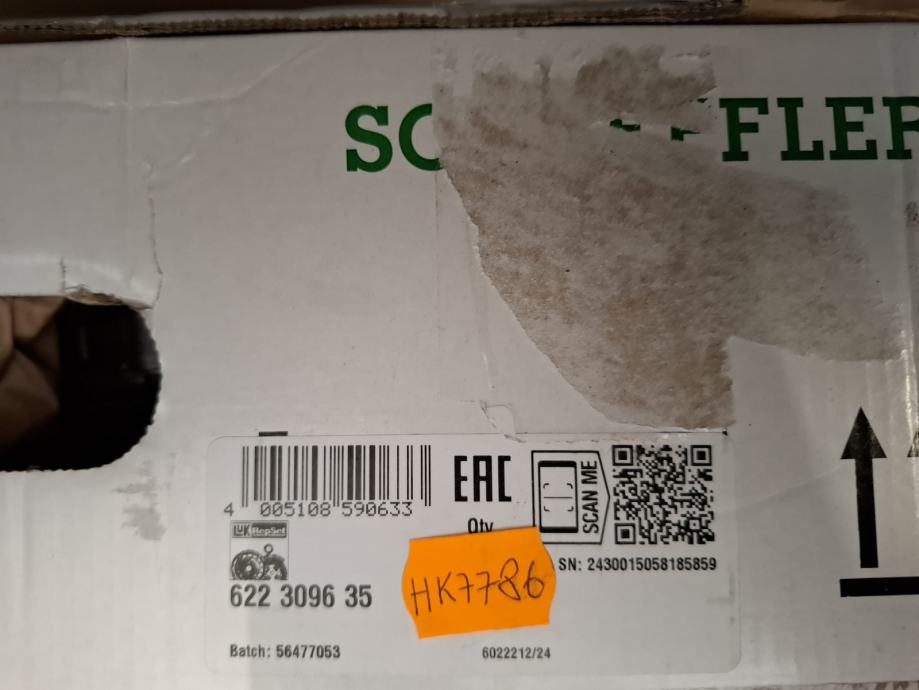 SC FFLER
4 005108 590633
EAC
SCAN ME
LuK RepSet
Qty
SN: 2430015058185859
HK7786
622 3096 35
Batch: 56477053
6022212/24